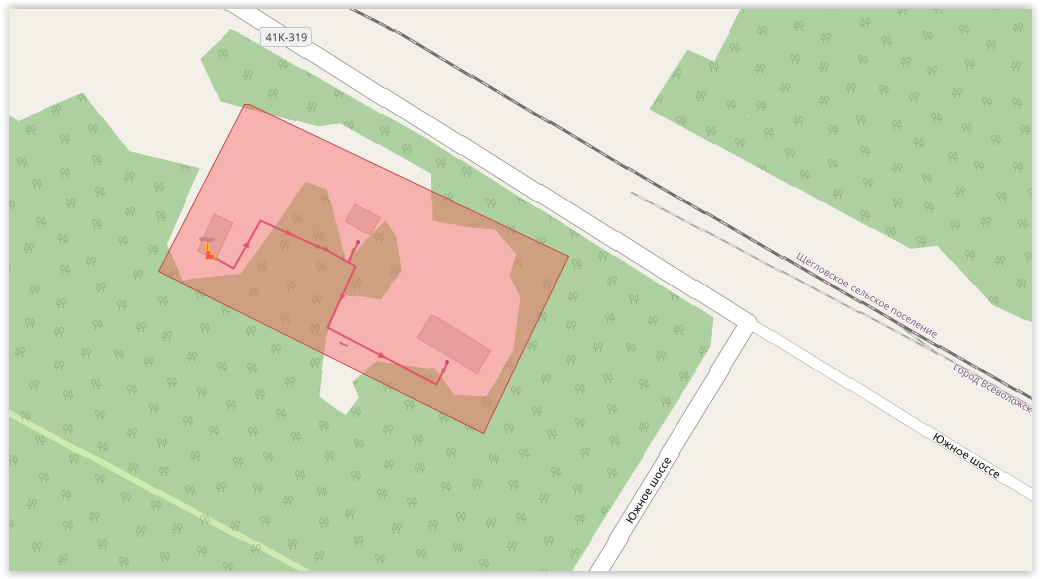 41К-319
Щегловское сельское поселение
город Всеволожск
Южное шоссе
Южное шоссе